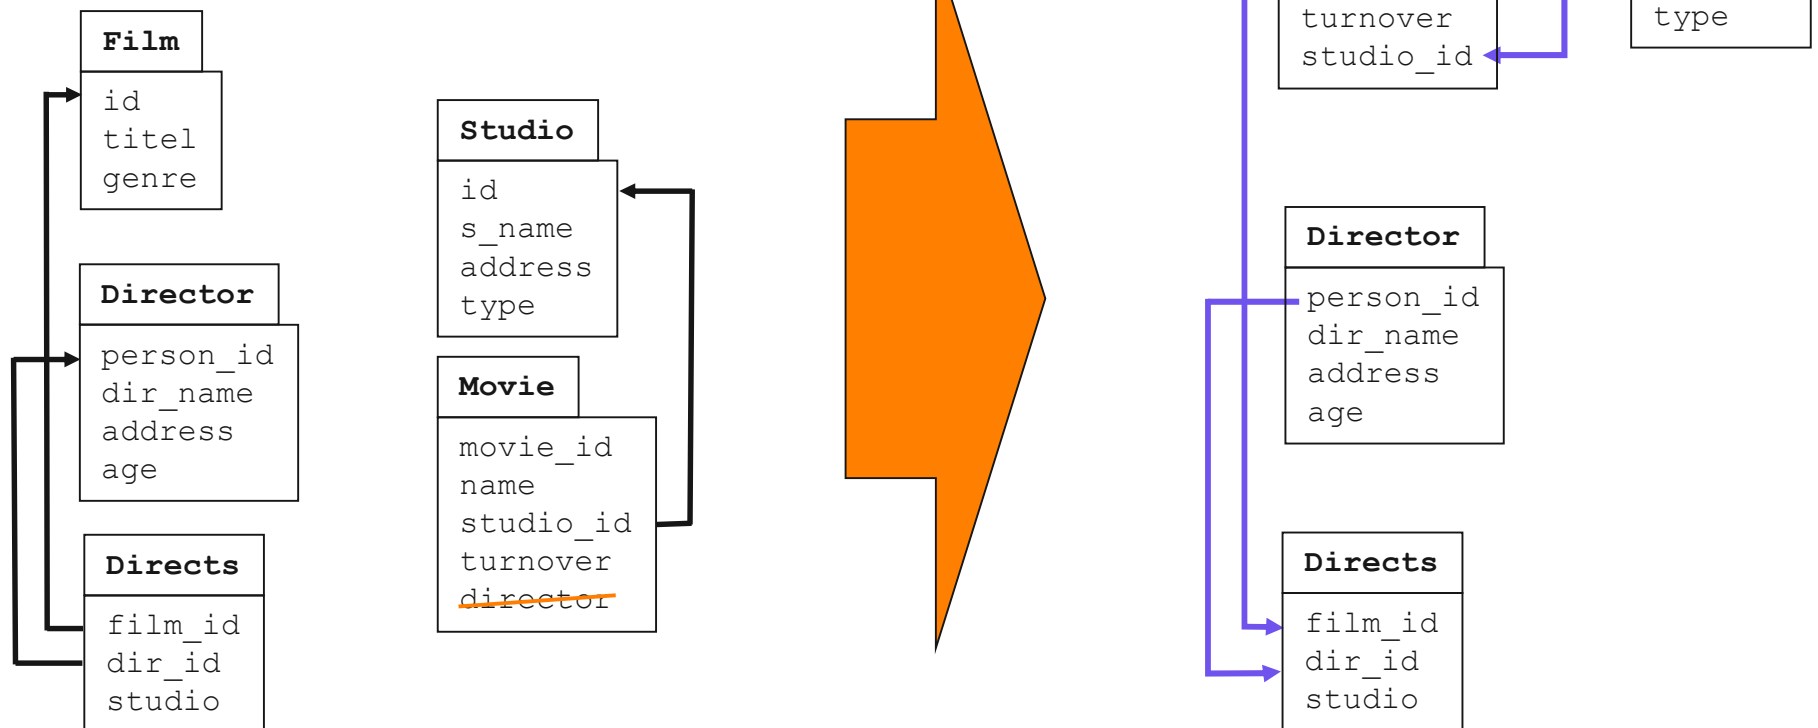 Film
id
titel
genre
Director
person_id
dir_name
address
age
Directs
film_id
dir_id
studio
Studio
id
s_name
address
type
Movie
movie_id
name
studio_id
turnover
director
turnover
studio_id
type
Director
person_id
dir_name
address
age
Directs
film_id
dir_id
studio